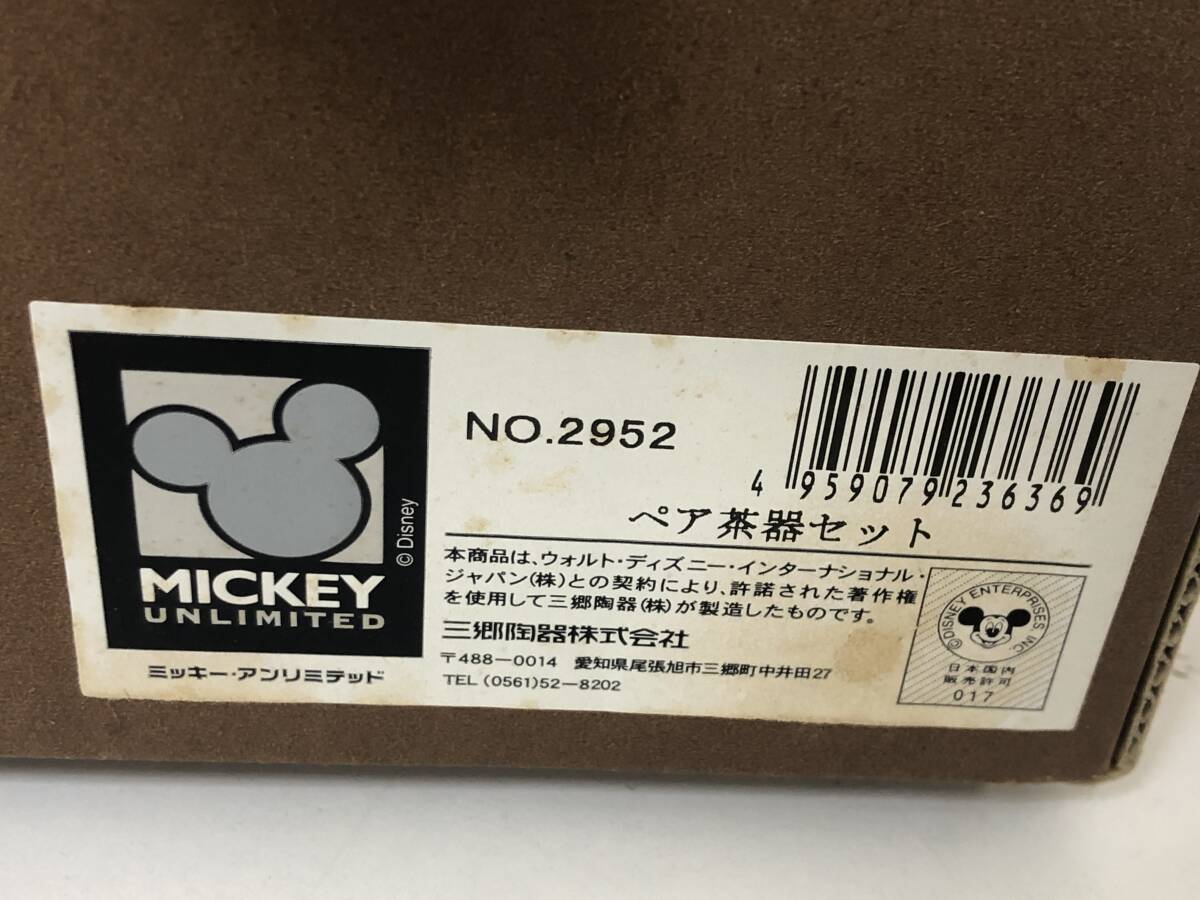 © Disney
MICKEY
UNLIMITED
ミッキー・アンリミテッド
NO.2952
4 959079 236369
ペア茶器セット
本商品は、ウォルト・ディズニー・インターナショナル・
ジャパン(株)との契約により、許諾された著作権
を使用して三郷陶器(株)が製造したものです。
三郷陶器株式会社
〒488-0014 愛知県尾張旭市三郷町中井田27
TEL (0561)52-8202
©DISNEY ENTERPRISES INC.
日本国内
販売許可
017